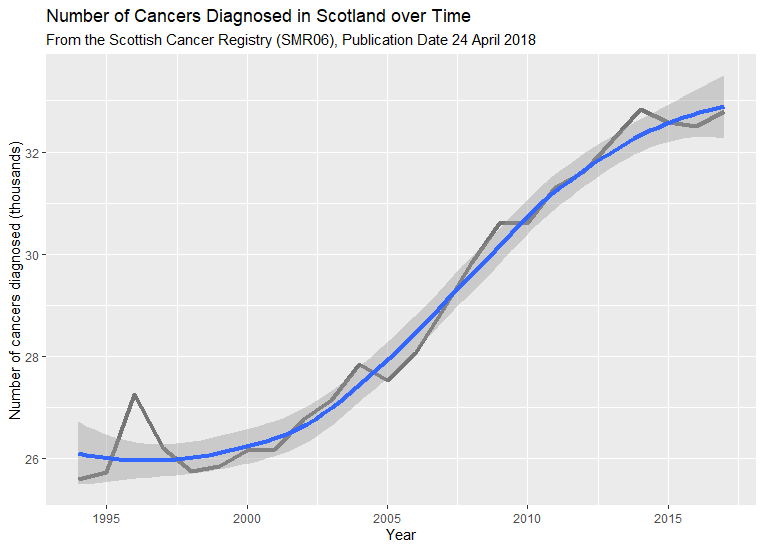 Number of Cancers Diagnosed in Scotland over Time
From the Scottish Cancer Registry (SMR06), Publication Date 24 April 2018
Number of cancers diagnosed (thousands)
32
30
28
26
1995 2000 2005 2010 2015
Year